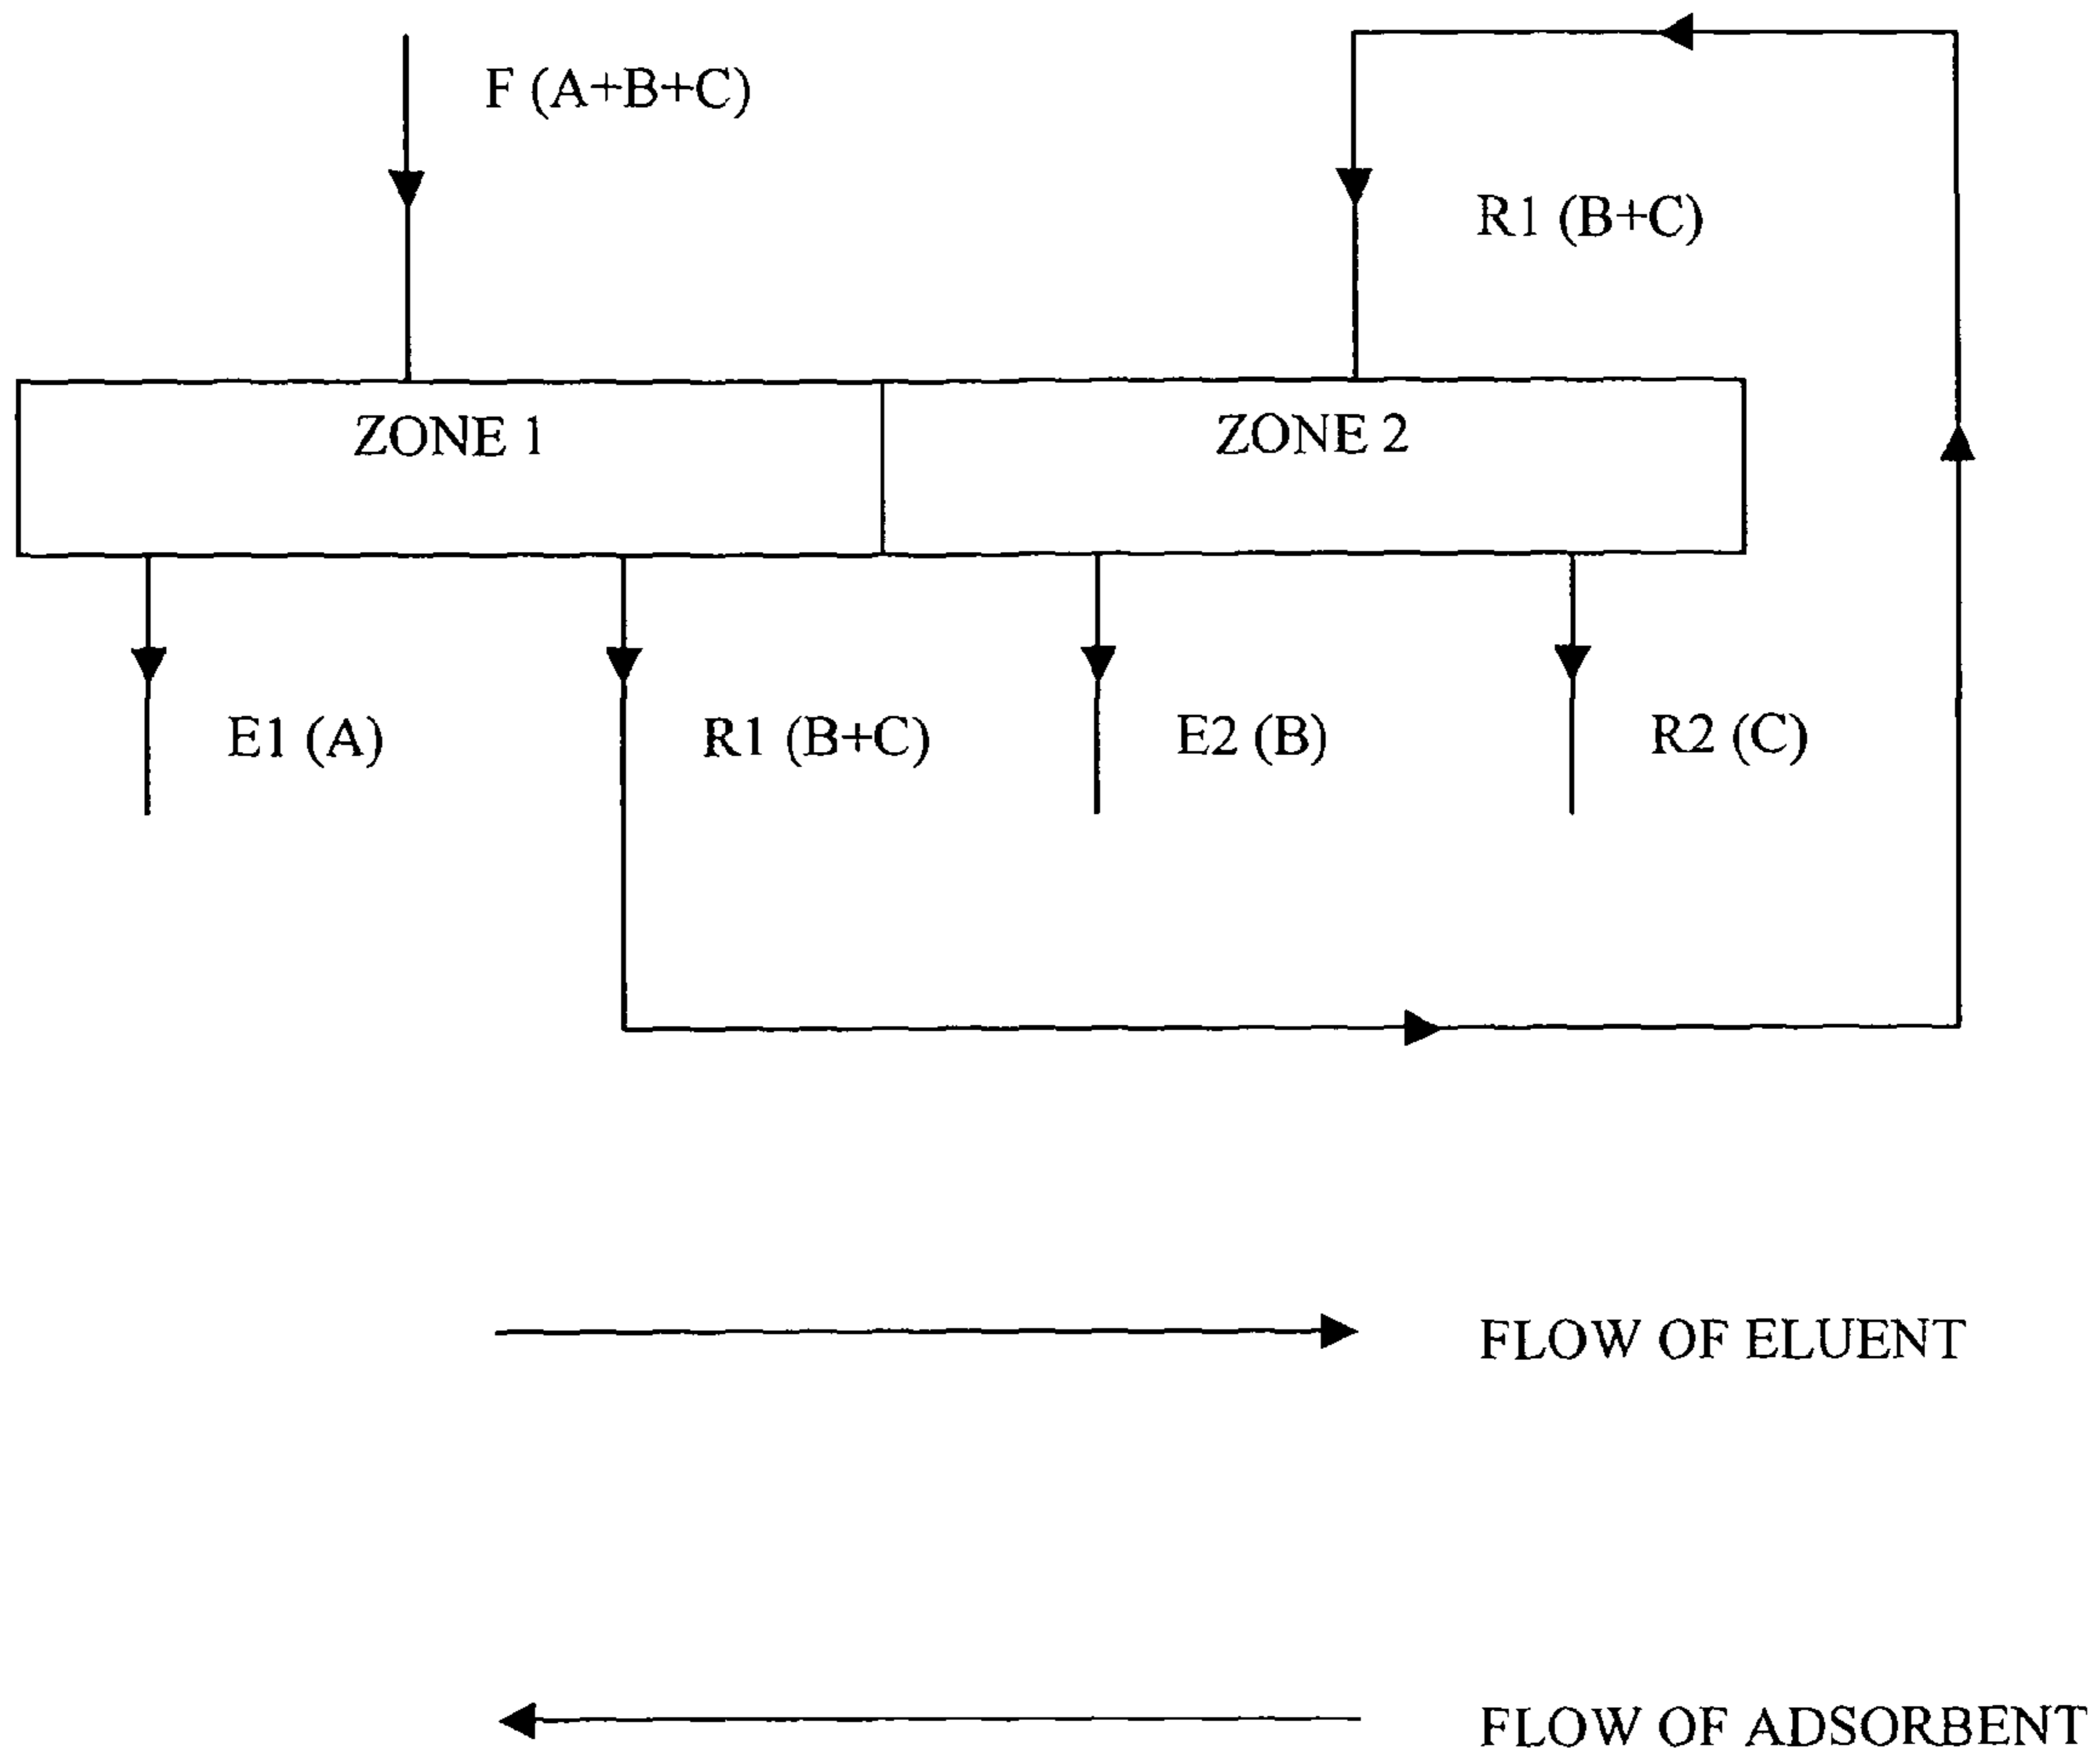 F (A+B+C)
R1 (B+C)
ZONE 1
ZONE 2
E1 (A)
R1 (B+C)
E2 (B)
R2 (C)
FLOW OF ELUENT
FLOW OF ADSORBENT